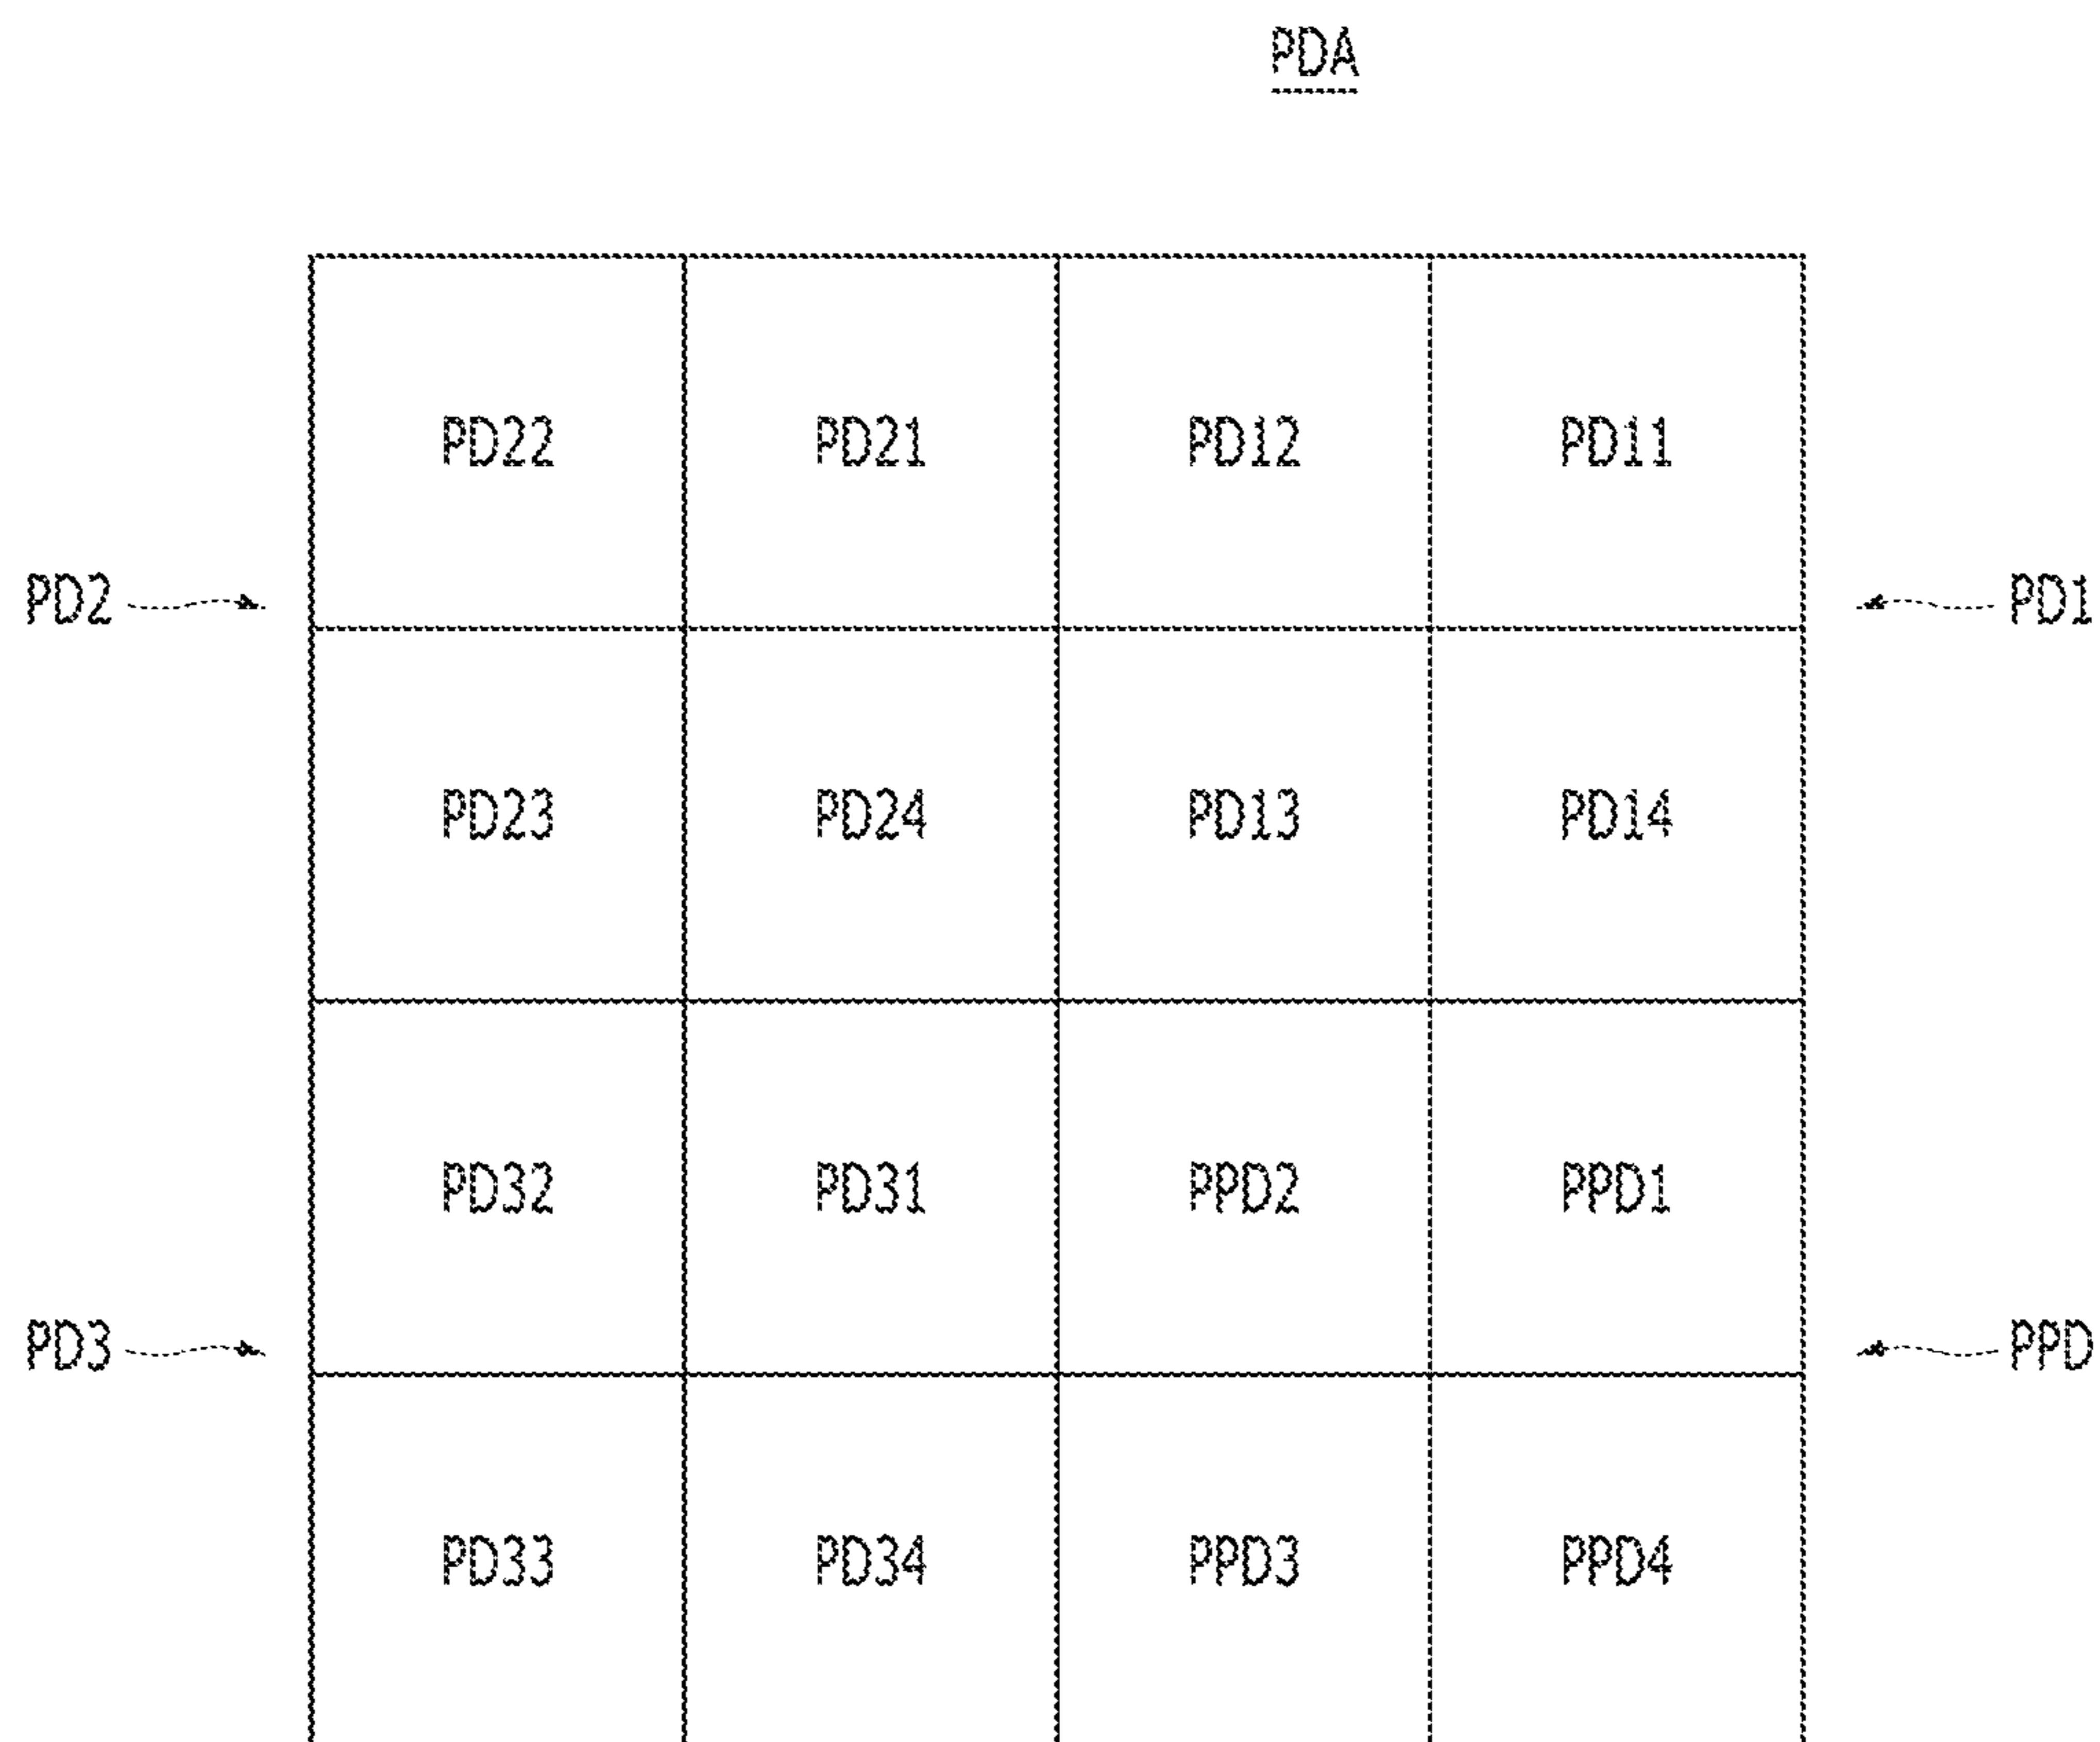 PDA
PD22 PD21 PD12 PD11
PD2 PD1
PD23 PD24 PD13 PD14
PD32 PD31 PPD2 PPD1
PD3 PPD
PD33 PD34 PPD3 PPD4